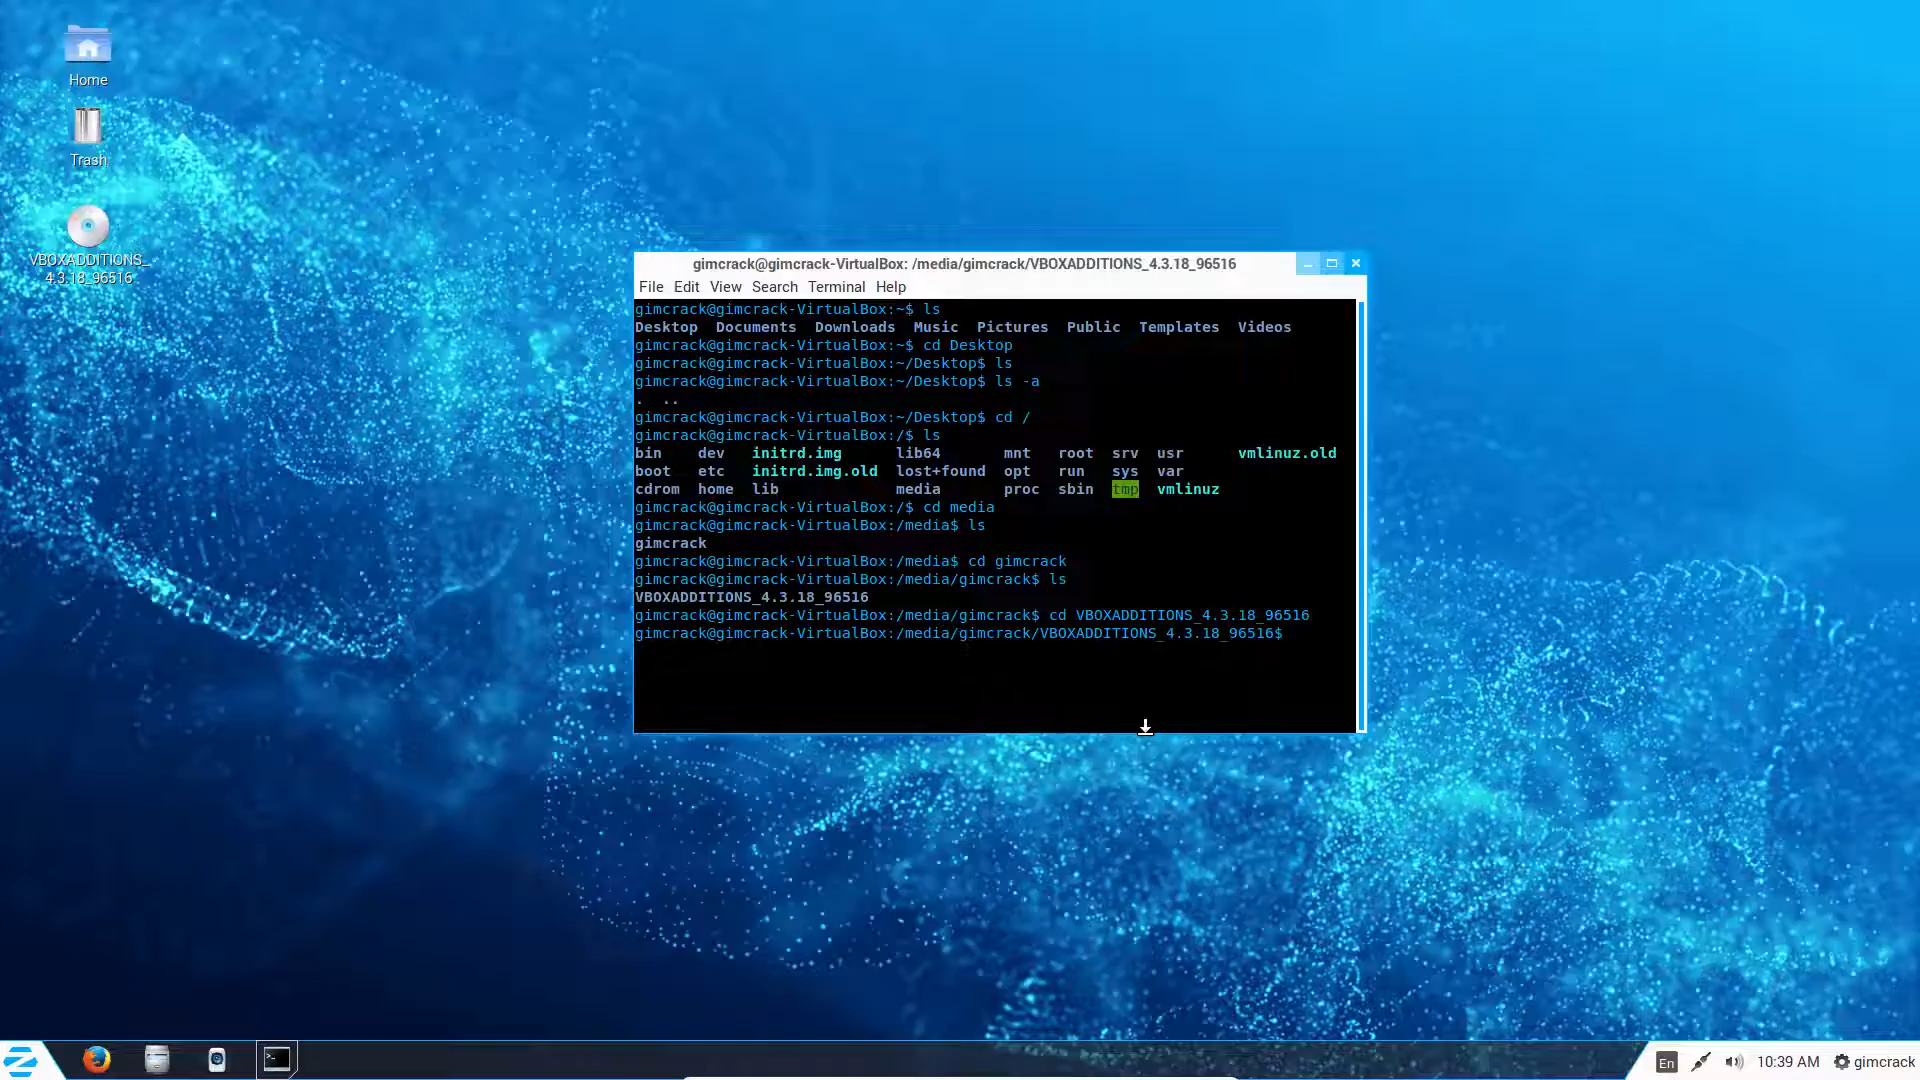 Home
Trash
VBOXADDITIONS_
4.3.18_96516
gimcrack@gimcrack-VirtualBox: /media/gimcrack/VBOXADDITIONS_4.3.18_96516
File Edit View Search Terminal Help
gimcrack@gimcrack-VirtualBox:~$ ls
Desktop Documents Downloads Music Pictures Public Templates Videos
gimcrack@gimcrack-VirtualBox:~$ cd Desktop
gimcrack@gimcrack-VirtualBox:~/Desktop$ ls
gimcrack@gimcrack-VirtualBox:~/Desktop$ ls -a
. ..
gimcrack@gimcrack-VirtualBox:~/Desktop$ cd /
gimcrack@gimcrack-VirtualBox:/$ ls
bin dev initrd.img lib64 mnt root srv usr vmlinuz.old
boot etc initrd.img.old lost+found opt run sys var
cdrom home lib media proc sbin tmp vmlinuz
gimcrack@gimcrack-VirtualBox:/$ cd media
gimcrack@gimcrack-VirtualBox:/media$ ls
gimcrack
gimcrack@gimcrack-VirtualBox:/media$ cd gimcrack
gimcrack@gimcrack-VirtualBox:/media/gimcrack$ ls
VBOXADDITIONS_4.3.18_96516
gimcrack@gimcrack-VirtualBox:/media/gimcrack$ cd VBOXADDITIONS_4.3.18_96516
gimcrack@gimcrack-VirtualBox:/media/gimcrack/VBOXADDITIONS_4.3.18_96516$
En 10:39 AM gimcrack